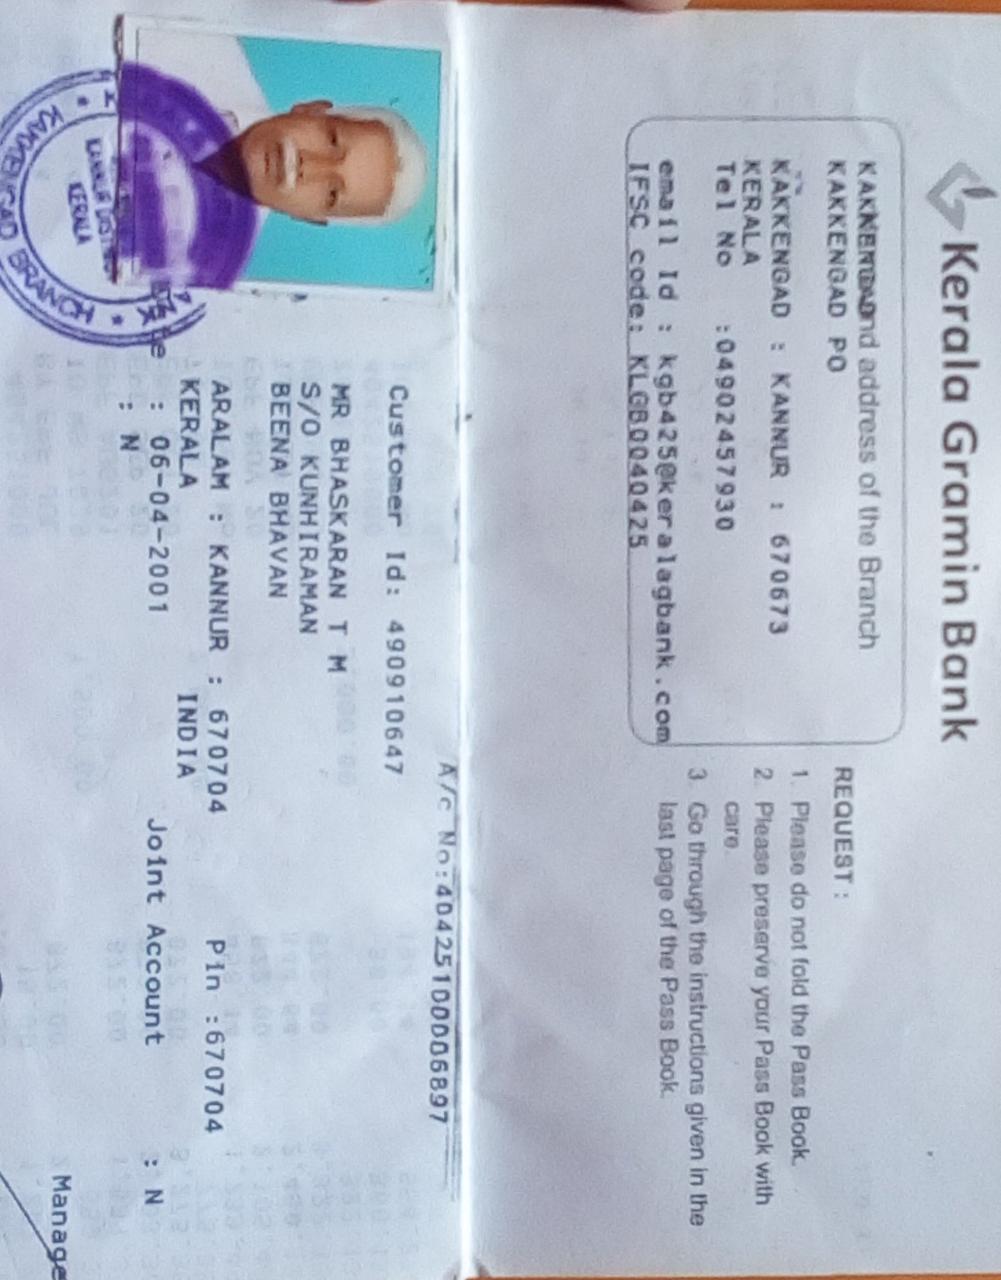 Kerala Gramin Bank
Name and address of the Branch
KAKKENGAD
KAKKENGAD PO
KAKKENGAD : KANNUR : 670673
KERALA
Tel No :04902457930
email Id : kgb425@keralagbank.com
IFSC code: KLGB0040425
REQUEST :
1. Please do not fold the Pass Book.
2. Please preserve your Pass Book with
care.
3. Go through the instructions given in the
last page of the Pass Book.
A/c No:40425100006897
Customer Id: 490910647
MR BHASKARAN T M
S/O KUNHIRAMAN
BEENA BHAVAN
ARALAM : KANNUR : 670704 Pin :670704
KERALA INDIA
: 06-04-2001 Joint Account : N
: N
Manage
KANNUR DIST
KERALA
KAKKENGAD BRANCH